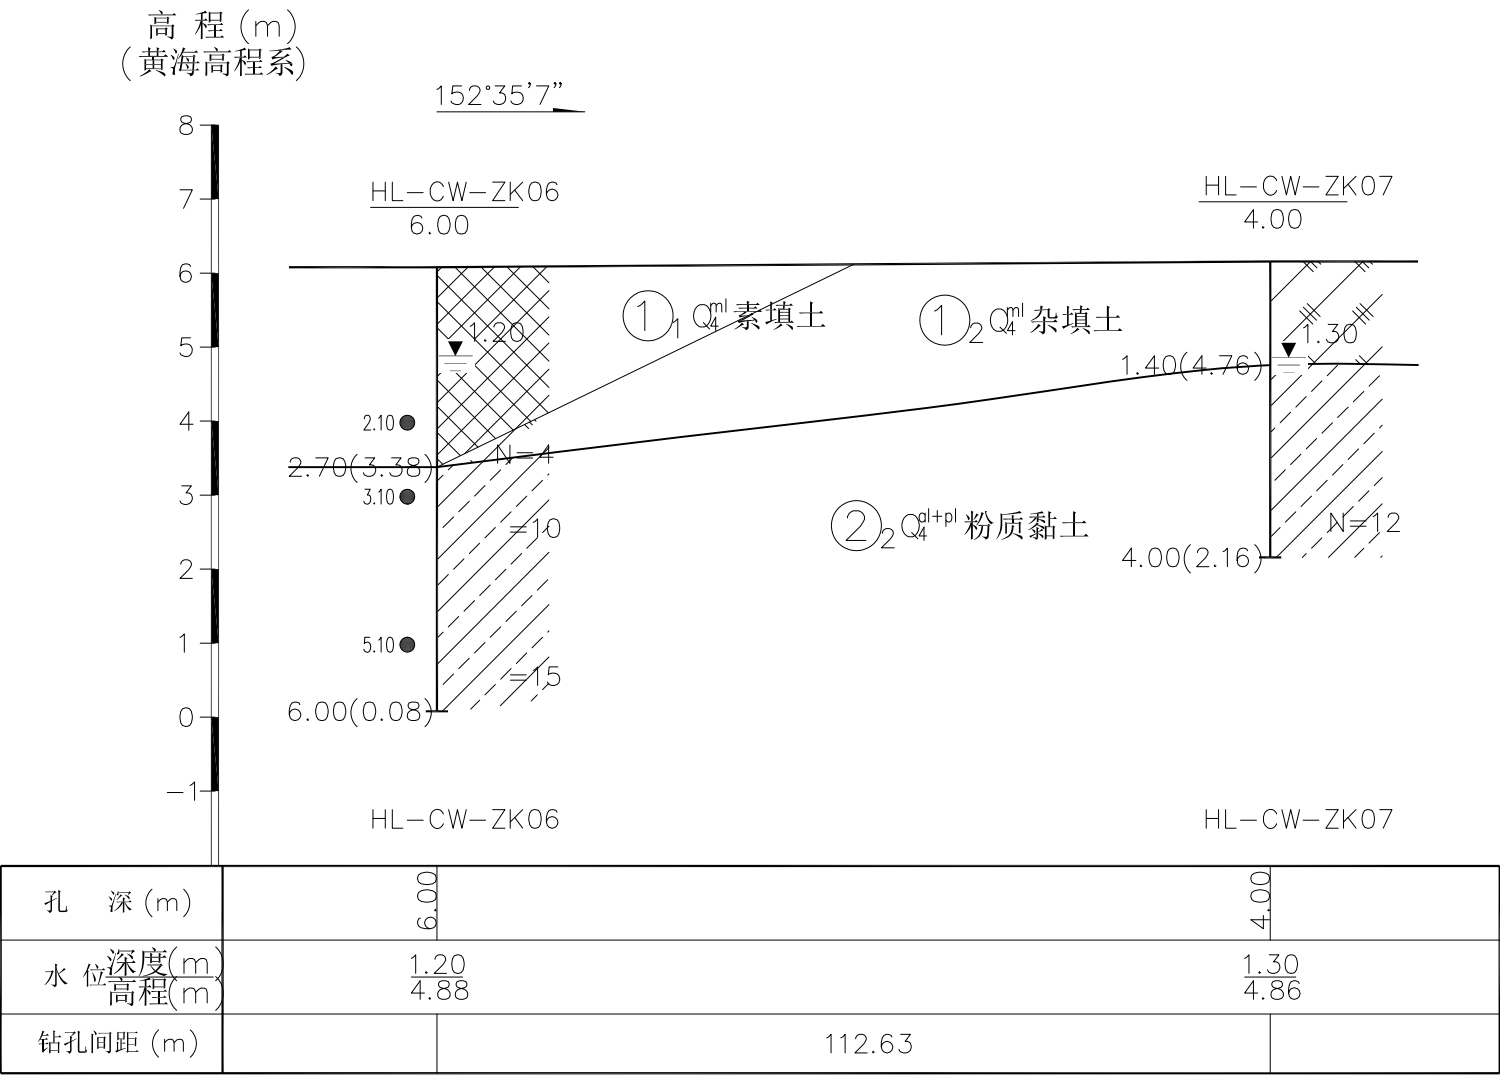 高 程 (m)
(黄海高程系)
152°35'7"
8
7
6
5
4
3
2
1
0
-1
HL-CW-ZK06
6.00
HL-CW-ZK07
4.00
①₁ Q₄ᵐˡ 素填土
①₂ Q₄ᵐˡ 杂填土
1.20
1.30
1.40(4.76)
2.10
N=4
2.70(3.38)
3.10
=10
②₂ Q₄ᵃˡ⁺ᵖˡ 粉质黏土
N=12
4.00(2.16)
5.10
=15
6.00(0.08)
HL-CW-ZK06
HL-CW-ZK07
孔 深 (m)
6.00
4.00
水 位 深度(m)
高程(m)
1.20
4.88
1.30
4.86
钻孔间距 (m)
112.63